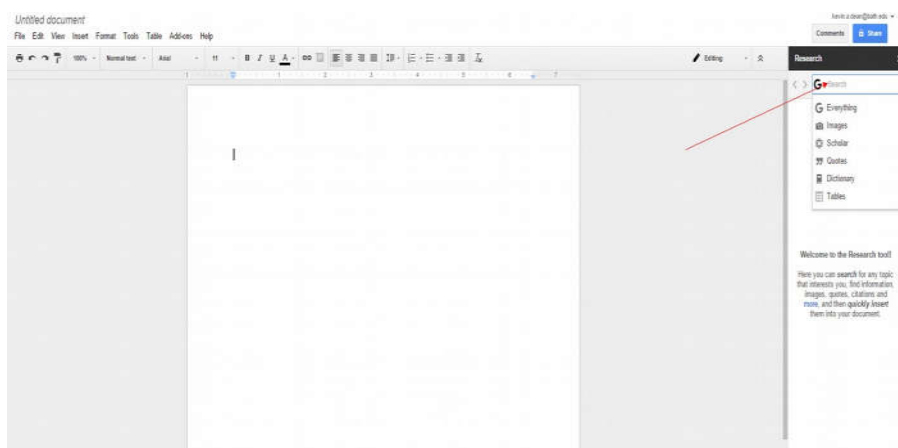 Untitled document
File Edit View Insert Format Tools Table Add-ons Help
Comments Share
100% Normal text Arial 11 B I U A Editing
Research
Search
Everything
Images
Scholar
Quotes
Dictionary
Tables
Welcome to the Research tool!
Here you can search for any topic
that interests you, find information,
images, quotes, citations and
more, and then quickly insert
them into your document.